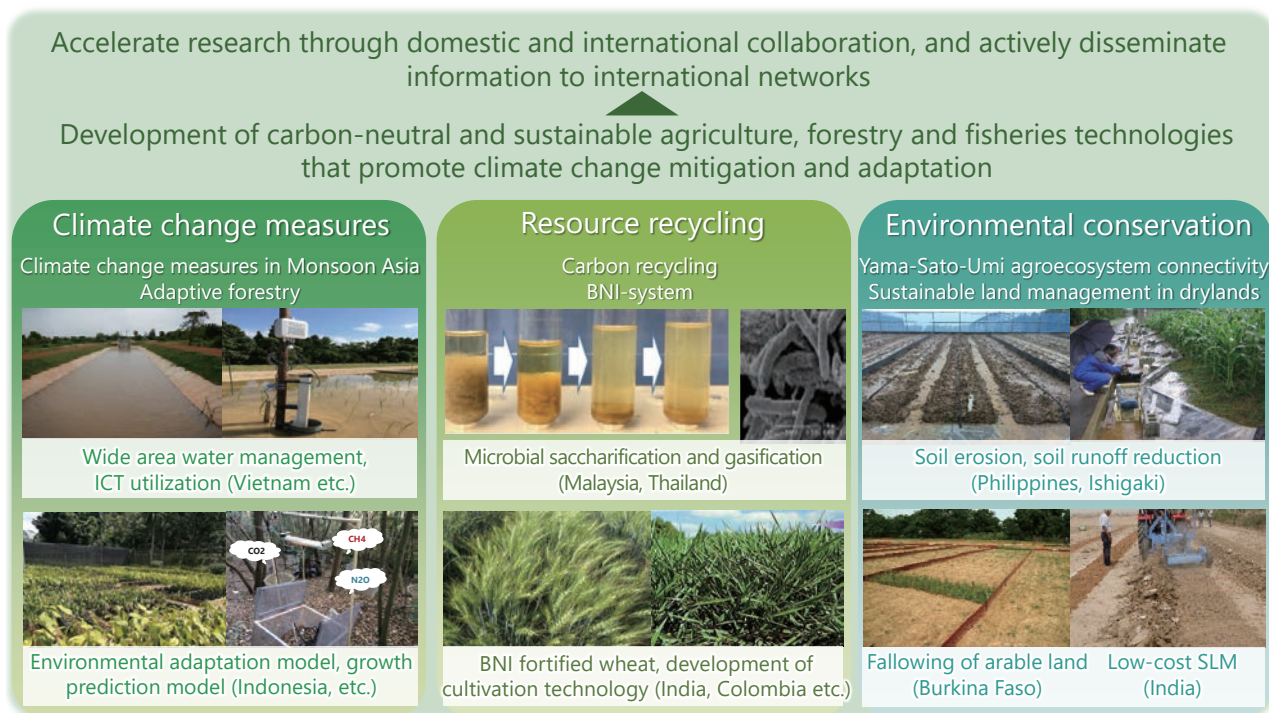 Accelerate research through domestic and international collaboration, and actively disseminate
information to international networks
Development of carbon-neutral and sustainable agriculture, forestry and fisheries technologies
that promote climate change mitigation and adaptation
Climate change measures
Climate change measures in Monsoon Asia
Adaptive forestry
Wide area water management,
ICT utilization (Vietnam etc.)
CO2
CH4
N2O
Environmental adaptation model, growth
prediction model (Indonesia, etc.)
Resource recycling
Carbon recycling
BNI-system
Microbial saccharification and gasification
(Malaysia, Thailand)
BNI fortified wheat, development of
cultivation technology (India, Colombia etc.)
Environmental conservation
Yama-Sato-Umi agroecosystem connectivity
Sustainable land management in drylands
Soil erosion, soil runoff reduction
(Philippines, Ishigaki)
Fallowing of arable land
(Burkina Faso)
Low-cost SLM
(India)